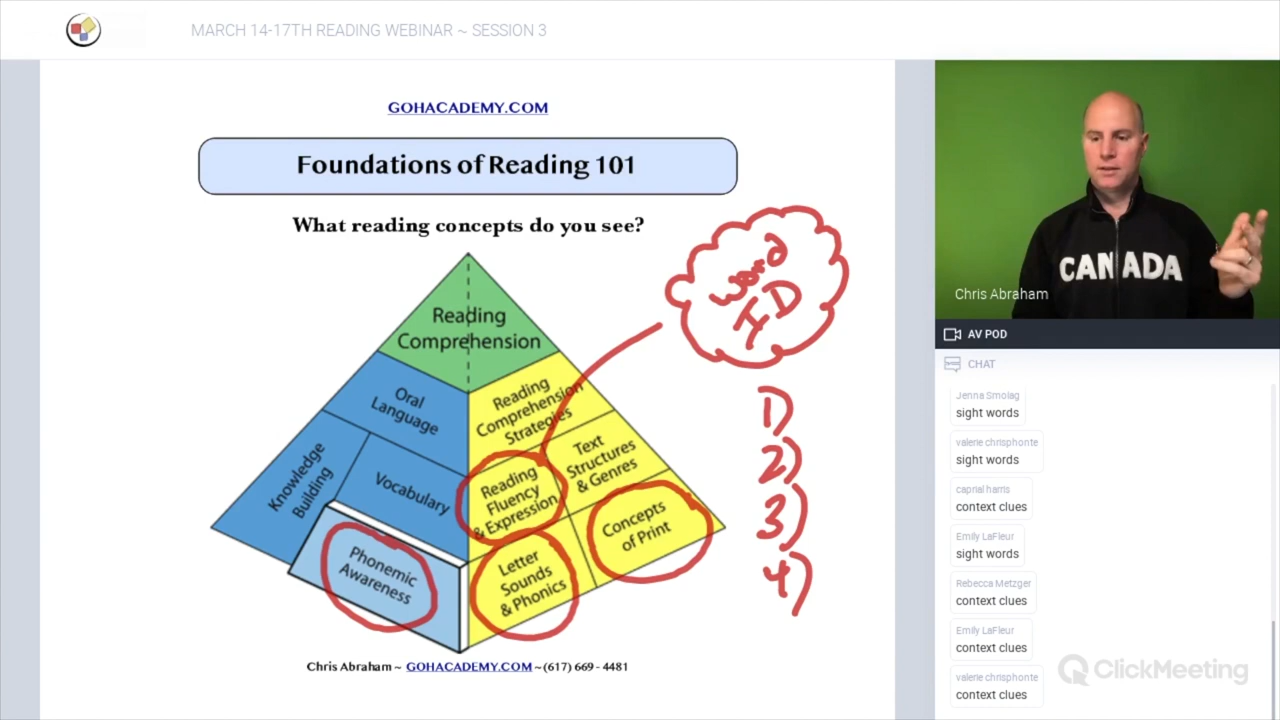 MARCH 14-17TH READING WEBINAR ~ SESSION 3
GOHACADEMY.COM
Foundations of Reading 101
What reading concepts do you see?
Reading
Comprehension
Oral
Language
Reading
Comprehension
Strategies
Knowledge
Building
Vocabulary
Reading
Fluency
& Expression
Text
Structures
& Genres
Phonemic
Awareness
Letter
Sounds
& Phonics
Concepts
of Print
word
ID
1)
2)
3)
4)
Chris Abraham ~ GOHACADEMY.COM ~(617) 669 - 4481
CANADA
Chris Abraham
AV POD
CHAT
Jenna Smolag
sight words
valerie chrisphonte
sight words
caprial harris
context clues
Emily LaFleur
sight words
Rebecca Metzger
context clues
Emily LaFleur
context clues
valerie chrisphonte
context clues
ClickMeeting